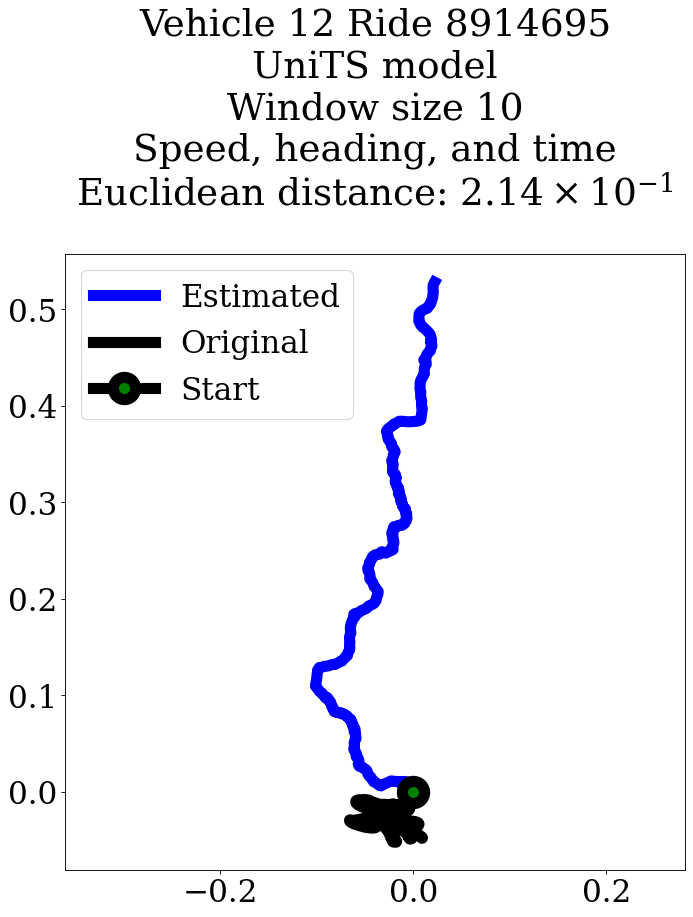 Vehicle 12 Ride 8914695
UniTS model
Window size 10
Speed, heading, and time
Euclidean distance: 2.14 × 10⁻¹
Estimated
Original
Start
0.5
0.4
0.3
0.2
0.1
0.0
−0.2
0.0
0.2